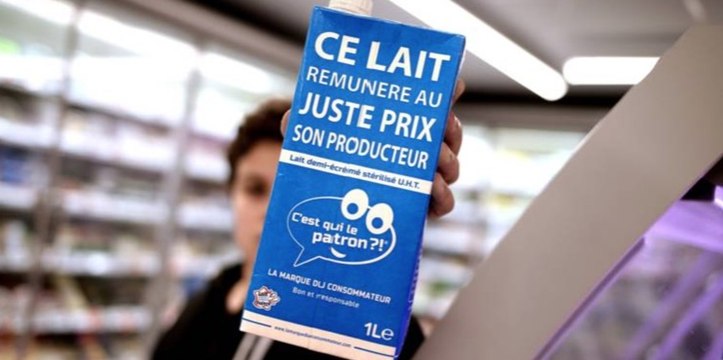 CE LAIT
REMUNERE AU
JUSTE PRIX
SON PRODUCTEUR
Lait demi-écrémé stérilisé U.H.T.
C'est qui le
patron?!
LA MARQUE DU CONSOMMATEUR
Bon et responsable
1Le